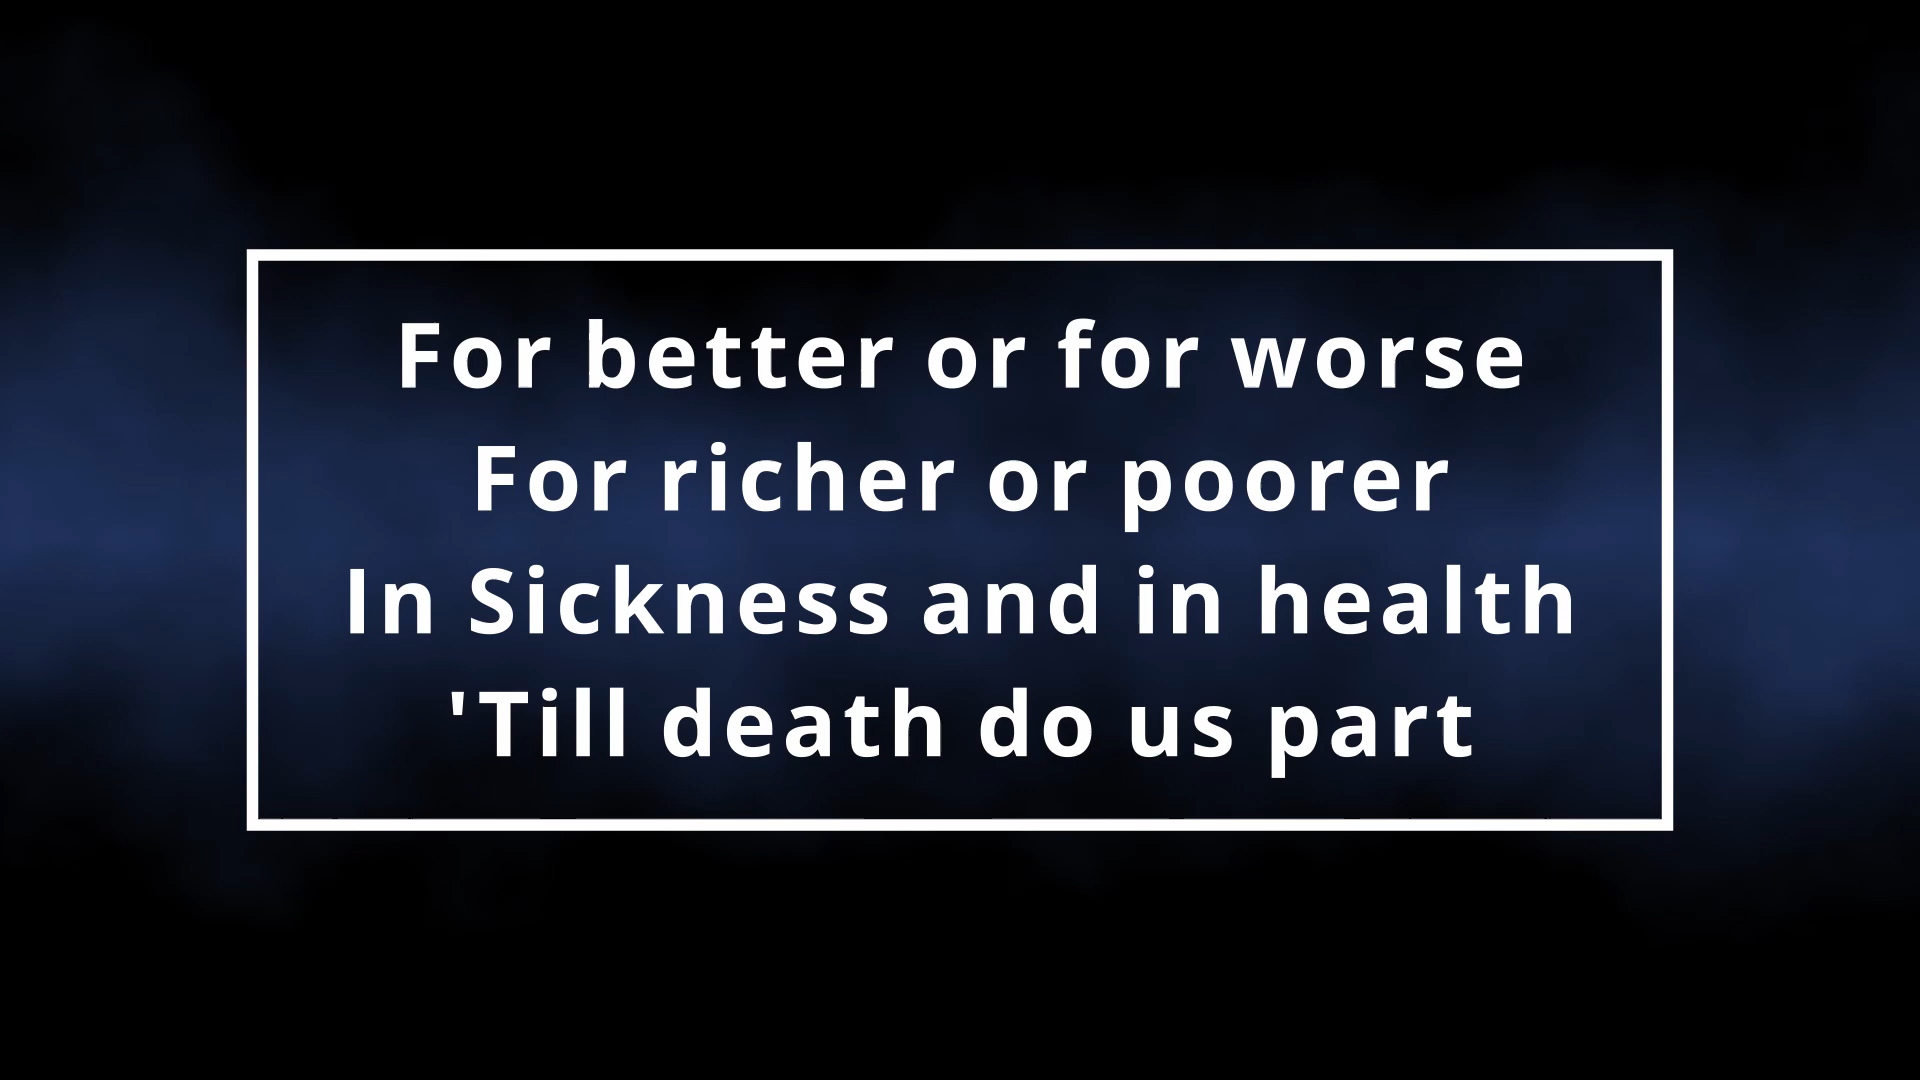 For better or for worse
For richer or poorer
In Sickness and in health
'Till death do us part